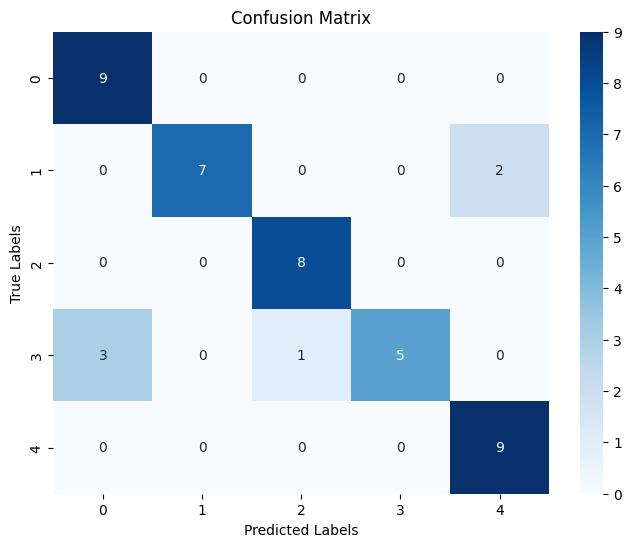 Confusion Matrix
True Labels
0 9 0 0 0 0
1 0 7 0 0 2
2 0 0 8 0 0
3 3 0 1 5 0
4 0 0 0 0 9
0 1 2 3 4
Predicted Labels
9
8
7
6
5
4
3
2
1
0